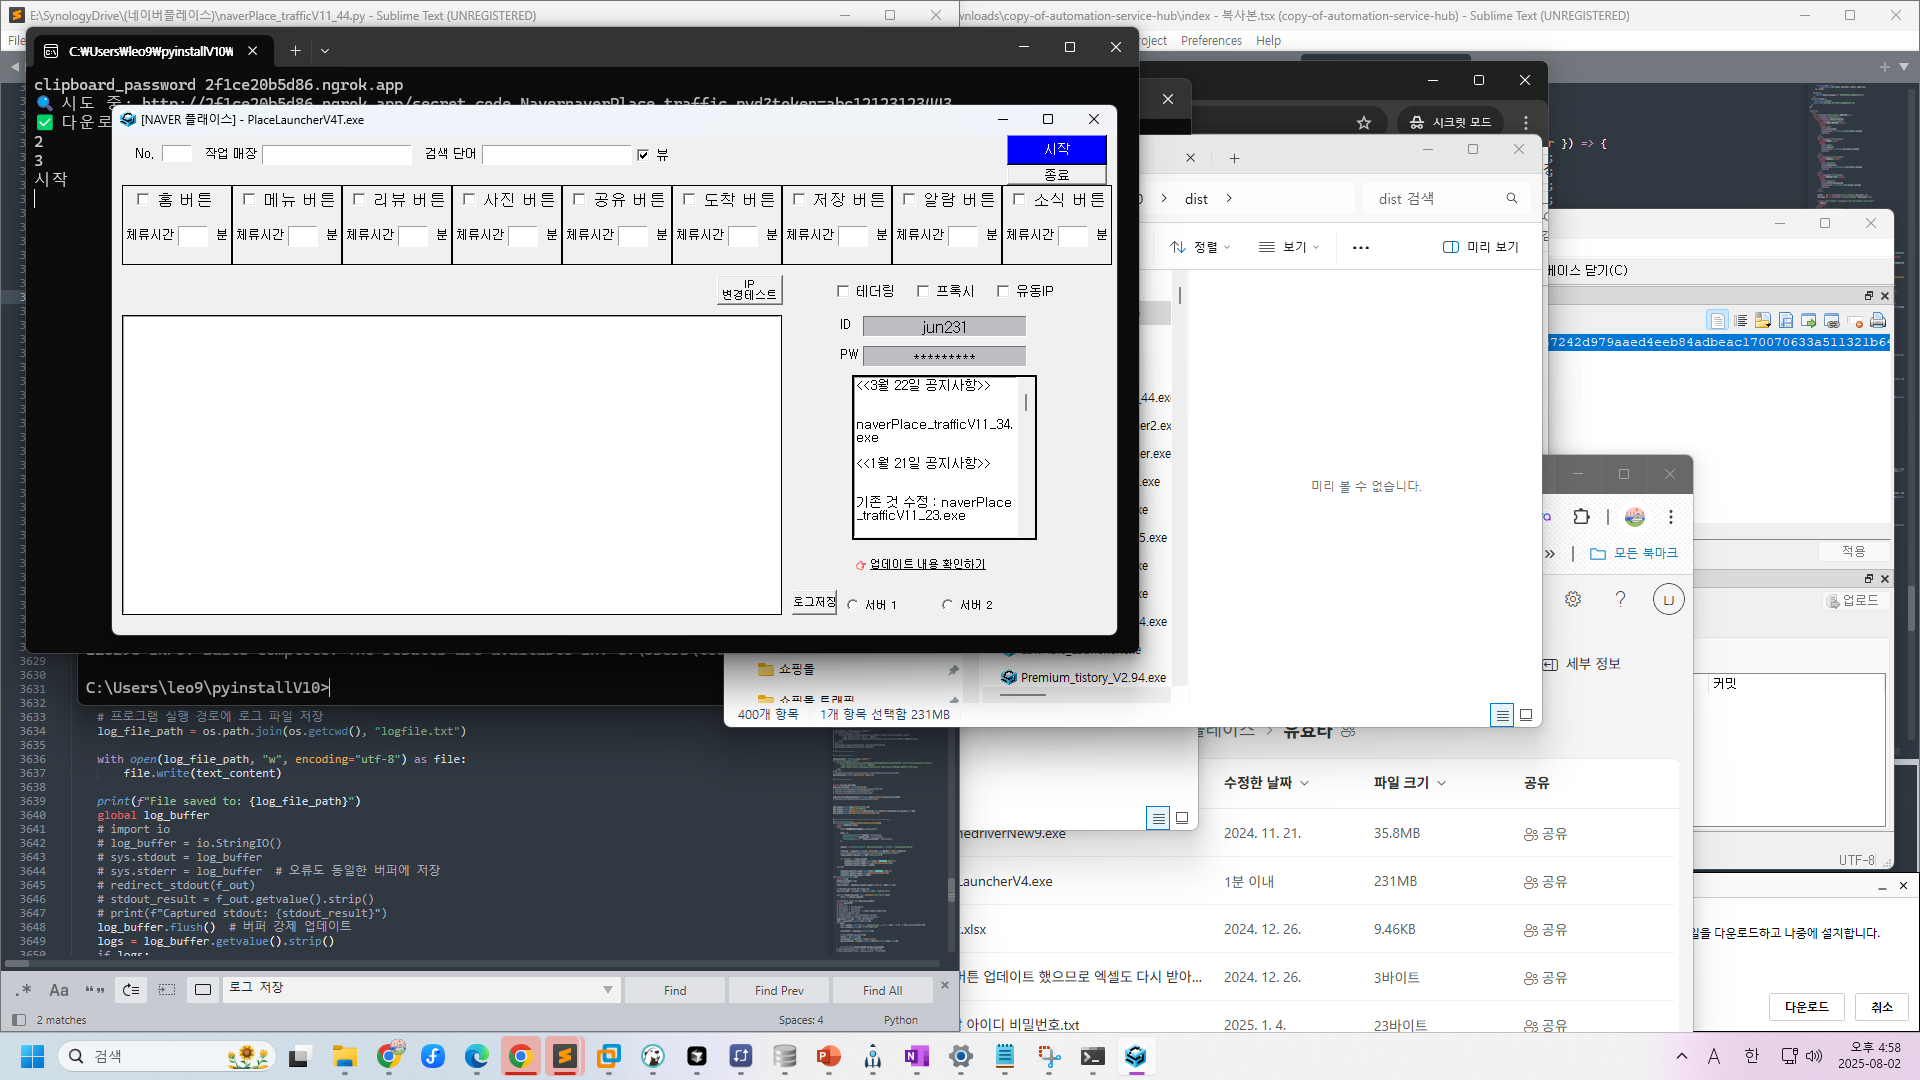 E:\SynologyDrive\(네이버플레이스)\naverPlace_trafficV11_44.py - Sublime Text (UNREGISTERED)
wnloads\copy-of-automation-service-hub\index - 복사본.tsx (copy-of-automation-service-hub) - Sublime Text (UNREGISTERED)
File
Preferences
Help
C:₩Users₩leo9₩pyinstallV10₩
clipboard_password 2f1ce20b5d86.ngrok.app
2
3
시작
[NAVER 플레이스] - PlaceLauncherV4T.exe
No.
작업 매장
검색 단어
뷰
시작
종료
홈 버튼
메뉴 버튼
리뷰 버튼
사진 버튼
공유 버튼
도착 버튼
저장 버튼
알람 버튼
소식 버튼
체류시간 분
체류시간 분
체류시간 분
체류시간 분
체류시간 분
체류시간 분
체류시간 분
체류시간 분
체류시간 분
IP
변경테스트
테더링
프록시
유동IP
ID
jun231
PW
*********
<<3월 22일 공지사항>>
naverPlace_trafficV11_34.
exe
<<1월 21일 공지사항>>
기존 것 수정 : naverPlace
_trafficV11_23.exe
업데이트 내용 확인하기
로그저장
서버 1
서버 2
시크릿 모드
dist
dist 검색
정렬
보기
미리 보기
미리 볼 수 없습니다.
쇼핑몰
Premium_tistory_V2.94.exe
400개 항목
1개 항목 선택함 231MB
C:\Users\leo9\pyinstallV10>
3629
3630
3631
3632
3633 # 프로그램 실행 경로에 로그 파일 저장
3634 log_file_path = os.path.join(os.getcwd(), "logfile.txt")
3635
3636 with open(log_file_path, "w", encoding="utf-8") as file:
3637 file.write(text_content)
3638
3639 print(f"File saved to: {log_file_path}")
3640 global log_buffer
3641 # import io
3642 # log_buffer = io.StringIO()
3643 # sys.stdout = log_buffer
3644 # sys.stderr = log_buffer # 오류도 동일한 버퍼에 저장
3645 # redirect_stdout(f_out)
3646 # stdout_result = f_out.getvalue().strip()
3647 # print(f"Captured stdout: {stdout_result}")
3648 log_buffer.flush() # 버퍼 강제 업데이트
3649 logs = log_buffer.getvalue().strip()
3650 if logs:
로그 저장
Find
Find Prev
Find All
2 matches
Spaces: 4
Python
베이스 닫기(C)
적용
업로드
커밋
UTF-8
모든 북마크
세부 정보
유효타
수정한 날짜
파일 크기
공유
nedriverNew9.exe
2024. 11. 21.
35.8MB
공유
LauncherV4.exe
1분 이내
231MB
공유
.xlsx
2024. 12. 26.
9.46KB
공유
버튼 업데이트 했으므로 엑셀도 다시 받아...
2024. 12. 26.
3바이트
공유
아이디 비밀번호.txt
2025. 1. 4.
23바이트
공유
일을 다운로드하고 나중에 설치합니다.
다운로드
취소
검색
A
한
오후 4:58
2025-08-02